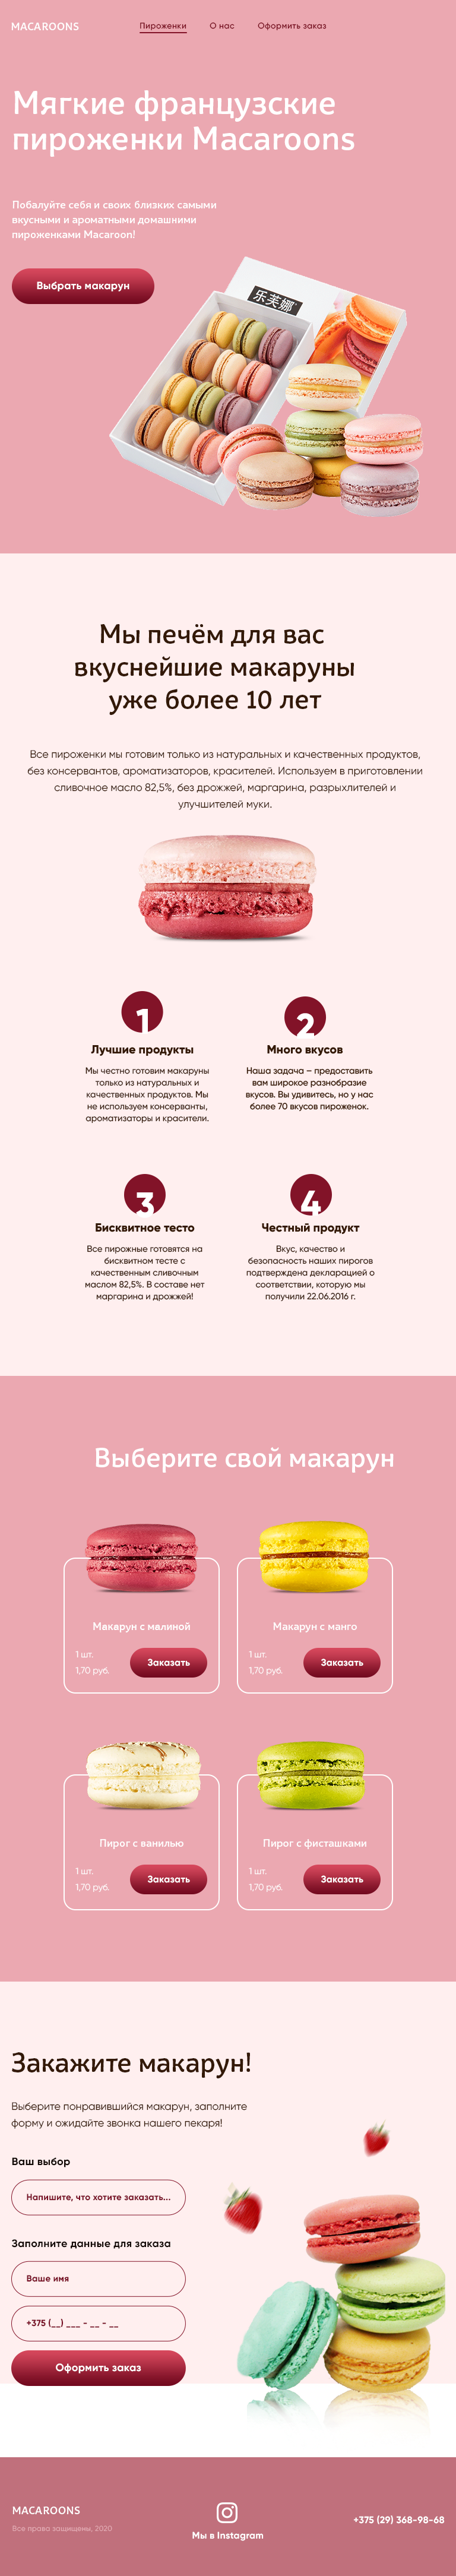 MACAROONS
Пироженки
О нас
Оформить заказ
Мягкие французские
пироженки Macaroons
Побалуйте себя и своих близких самыми
вкусными и ароматными домашними
пироженками Macaroon!
Выбрать макарун
乐芙娜
Мы печём для вас
вкуснейшие макаруны
уже более 10 лет
Все пироженки мы готовим только из натуральных и качественных продуктов,
без консервантов, ароматизаторов, красителей. Используем в приготовлении
сливочное масло 82,5%, без дрожжей, маргарина, разрыхлителей и
улучшителей муки.
1
Лучшие продукты
Мы честно готовим макаруны
только из натуральных и
качественных продуктов. Мы
не используем консерванты,
ароматизаторы и красители.
2
Много вкусов
Наша задача – предоставить
вам широкое разнобразие
вкусов. Вы удивитесь, но у нас
более 70 вкусов пироженок.
3
Бисквитное тесто
Все пирожные готовятся на
бисквитном тесте с
качественным сливочным
маслом 82,5%. В составе нет
маргарина и дрожжей!
4
Честный продукт
Вкус, качество и
безопасность наших пирогов
подтверждена декларацией о
соответствии, которую мы
получили 22.06.2016 г.
Выберите свой макарун
Макарун с малиной
1 шт.
1,70 руб.
Заказать
Макарун с манго
1 шт.
1,70 руб.
Заказать
Пирог с ванилью
1 шт.
1,70 руб.
Заказать
Пирог с фисташками
1 шт.
1,70 руб.
Заказать
Закажите макарун!
Выберите понравившийся макарун, заполните
форму и ожидайте звонка нашего пекаря!
Ваш выбор
Напишите, что хотите заказать...
Заполните данные для заказа
Ваше имя
+375 (__) ___ - __ - __
Оформить заказ
MACAROONS
Все права защищены, 2020
Мы в Instagram
+375 (29) 368-98-68